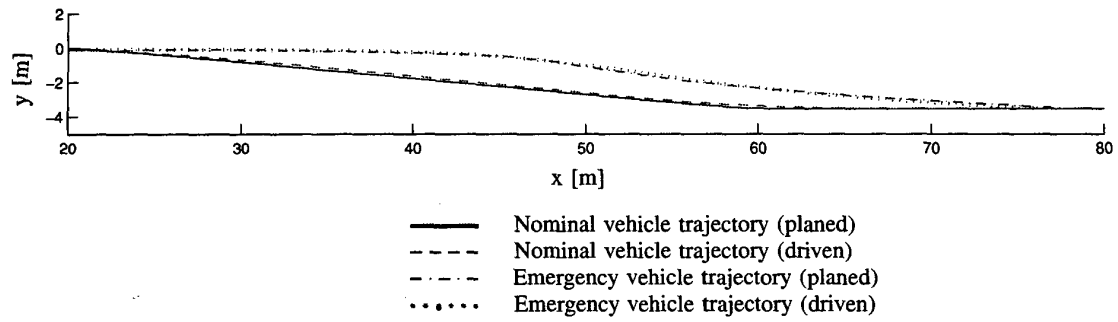 2
0
-2
-4
y [m]
20 30 40 50 60 70 80
x [m]
Nominal vehicle trajectory (planed)
Nominal vehicle trajectory (driven)
Emergency vehicle trajectory (planed)
Emergency vehicle trajectory (driven)